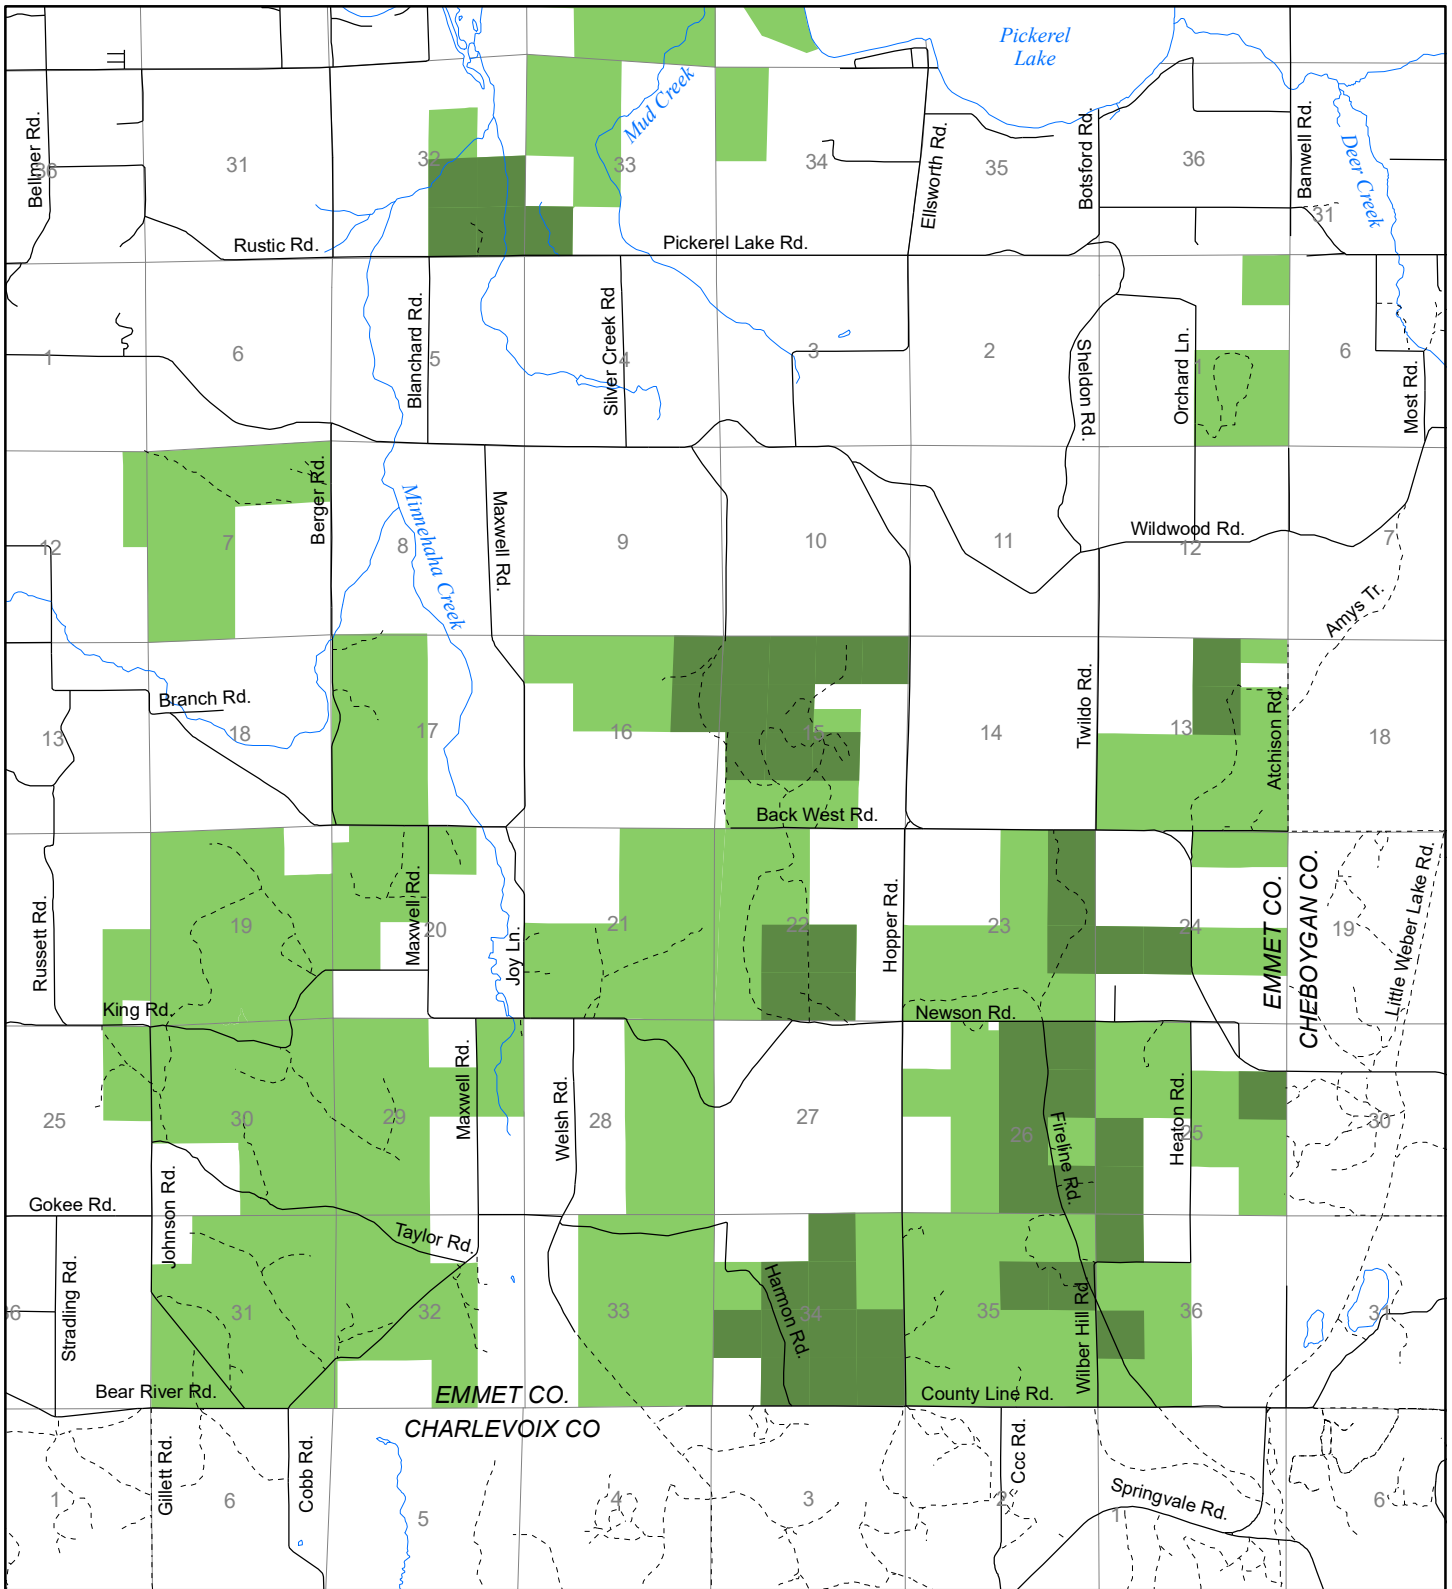 Pickerel
Lake
Mud Creek
Deer Creek
Bellmer Rd.
36
31
32
33
34
35
36
31
Ellsworth Rd.
Botsford Rd.
Banwell Rd.
Rustic Rd.
Pickerel Lake Rd.
1
6
5
4
3
2
1
6
Blanchard Rd.
Silver Creek Rd
Sheldon Rd.
Orchard Ln.
Most Rd.
12
7
8
9
10
11
12
7
Berger Rd.
Minnehaha Creek
Maxwell Rd.
Wildwood Rd.
Amys Tr.
Branch Rd.
13
18
17
16
15
14
13
18
Twildo Rd.
Atchison Rd.
Back West Rd.
Russett Rd.
19
20
21
22
23
24
19
Maxwell Rd.
Joy Ln.
Hopper Rd.
EMMET CO.
CHEBOYGAN CO.
Little Weber Lake Rd.
King Rd.
Newson Rd.
25
30
29
28
27
26
25
30
Maxwell Rd.
Welsh Rd.
Fireline Rd.
Heaton Rd.
Gokee Rd.
Johnson Rd.
Taylor Rd.
Stradling Rd.
36
31
32
33
34
35
36
31
Harmon Rd.
Wilber Hill Rd.
Bear River Rd.
EMMET CO.
County Line Rd.
CHARLEVOIX CO
Gillett Rd.
Cobb Rd.
Ccc Rd.
Springvale Rd.
1
6
5
4
3
2
1
6